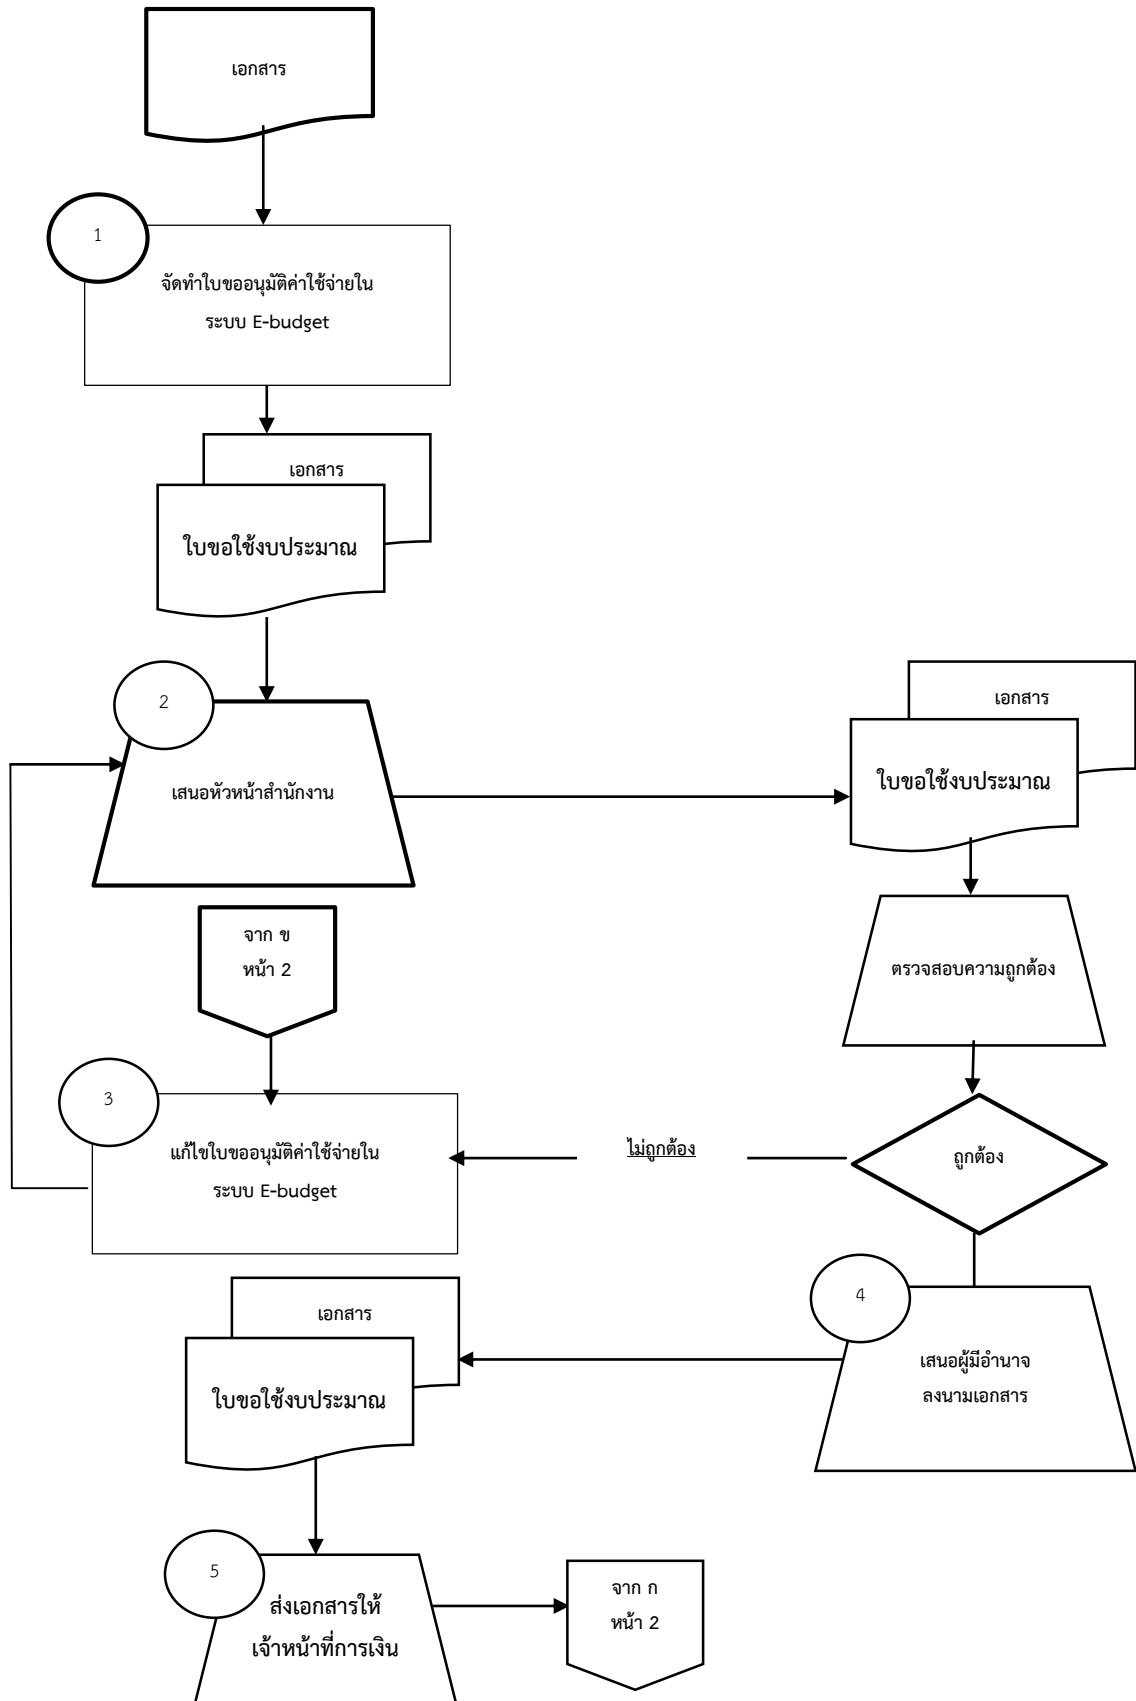 เอกสาร
1
จัดทำใบขออนุมัติค่าใช้จ่ายใน
ระบบ E-budget
เอกสาร
ใบขอใช้งบประมาณ
2
เสนอหัวหน้าสำนักงาน
เอกสาร
ใบขอใช้งบประมาณ
ตรวจสอบความถูกต้อง
จาก ข
หน้า 2
3
แก้ไขใบขออนุมัติค่าใช้จ่ายใน
ระบบ E-budget
ไม่ถูกต้อง
ถูกต้อง
4
เสนอผู้มีอำนาจ
ลงนามเอกสาร
เอกสาร
ใบขอใช้งบประมาณ
5
ส่งเอกสารให้
เจ้าหน้าที่การเงิน
จาก ก
หน้า 2